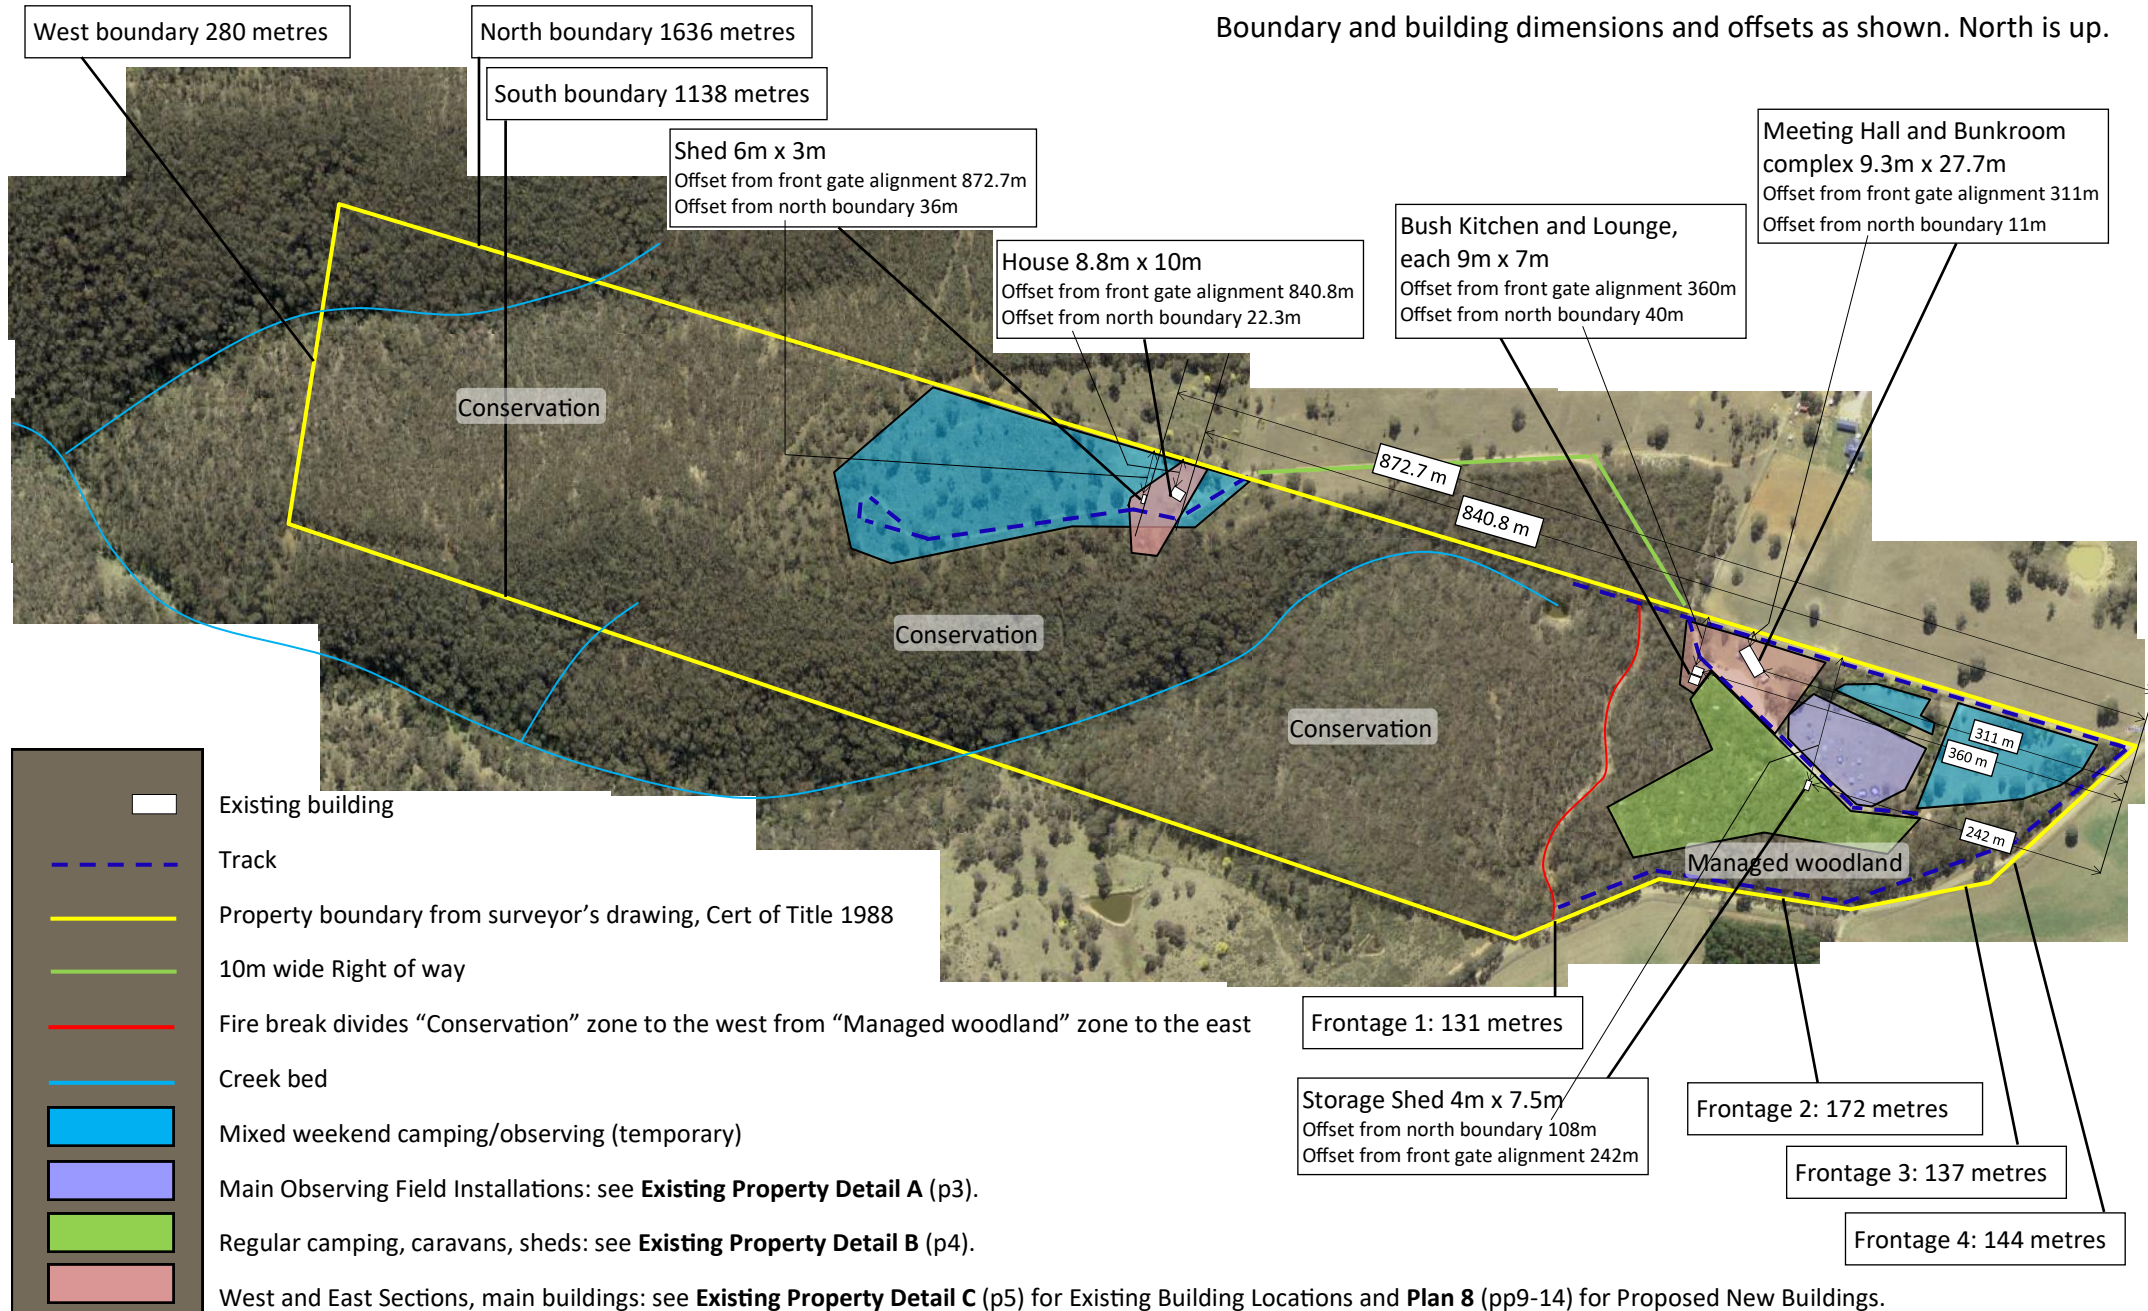 Boundary and building dimensions and offsets as shown. North is up.
West boundary 280 metres
North boundary 1636 metres
South boundary 1138 metres
Shed 6m x 3m
Offset from front gate alignment 872.7m
Offset from north boundary 36m
House 8.8m x 10m
Offset from front gate alignment 840.8m
Offset from north boundary 22.3m
Bush Kitchen and Lounge,
each 9m x 7m
Offset from front gate alignment 360m
Offset from north boundary 40m
Meeting Hall and Bunkroom
complex 9.3m x 27.7m
Offset from front gate alignment 311m
Offset from north boundary 11m
Conservation
872.7 m
840.8 m
Conservation
Conservation
311 m
360 m
242 m
Managed woodland
Frontage 1: 131 metres
Storage Shed 4m x 7.5m
Offset from north boundary 108m
Offset from front gate alignment 242m
Frontage 2: 172 metres
Frontage 3: 137 metres
Frontage 4: 144 metres
Existing building
Track
Property boundary from surveyor’s drawing, Cert of Title 1988
10m wide Right of way
Fire break divides “Conservation” zone to the west from “Managed woodland” zone to the east
Creek bed
Mixed weekend camping/observing (temporary)
Main Observing Field Installations: see Existing Property Detail A (p3).
Regular camping, caravans, sheds: see Existing Property Detail B (p4).
West and East Sections, main buildings: see Existing Property Detail C (p5) for Existing Building Locations and Plan 8 (pp9-14) for Proposed New Buildings.